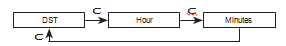 ⊂ ⊂
DST Hour Minutes
⊂